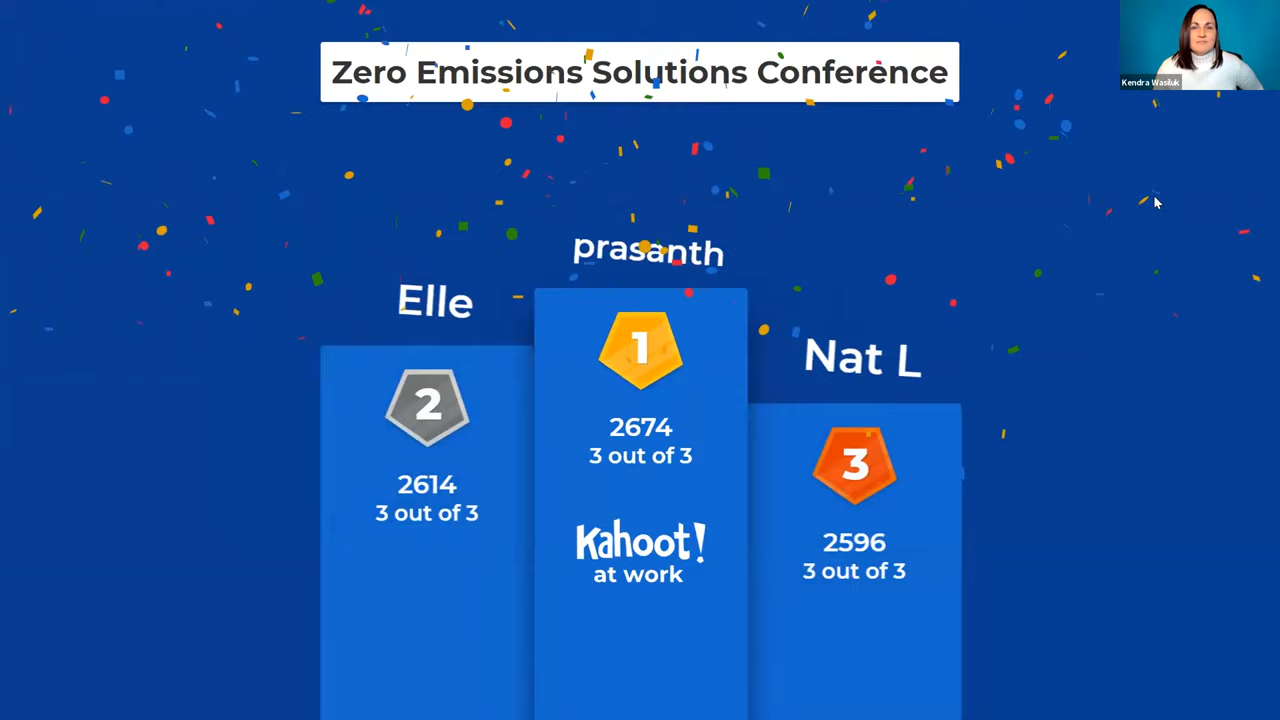 Zero Emissions Solutions Conference
Kendra Wasiluk
prasanth
1
2674
3 out of 3
Kahoot!
at work
Elle
2
2614
3 out of 3
Nat L
3
2596
3 out of 3